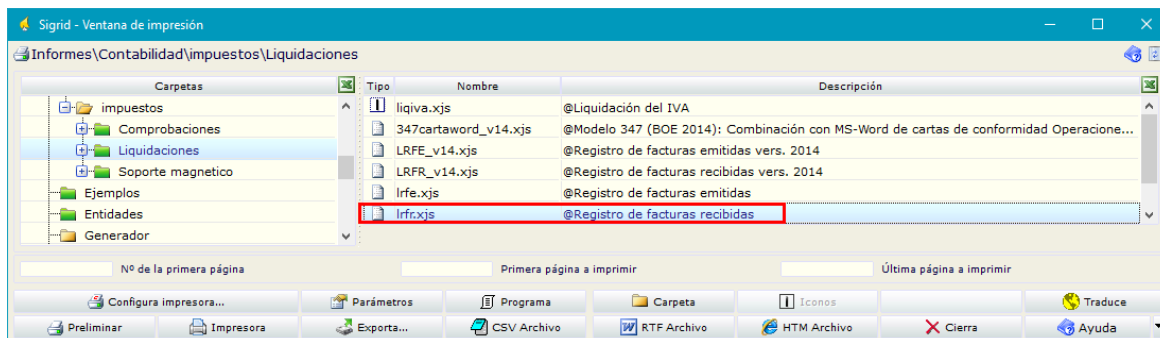 Sigrid - Ventana de impresión
Informes\Contabilidad\impuestos\Liquidaciones
Carpetas
Tipo Nombre Descripción
impuestos
Comprobaciones
Liquidaciones
Soporte magnetico
Ejemplos
Entidades
Generador
liqiva.xjs @Liquidación del IVA
347cartaword_v14.xjs @Modelo 347 (BOE 2014): Combinación con MS-Word de cartas de conformidad Operacione...
LRFE_v14.xjs @Registro de facturas emitidas vers. 2014
LRFR_v14.xjs @Registro de facturas recibidas vers. 2014
lrfe.xjs @Registro de facturas emitidas
lrfr.xjs @Registro de facturas recibidas
Nº de la primera página Primera página a imprimir Última página a imprimir
Configura impresora... Parámetros Programa Carpeta Iconos Traduce
Preliminar Impresora Exporta... CSV Archivo RTF Archivo HTM Archivo Cierra Ayuda